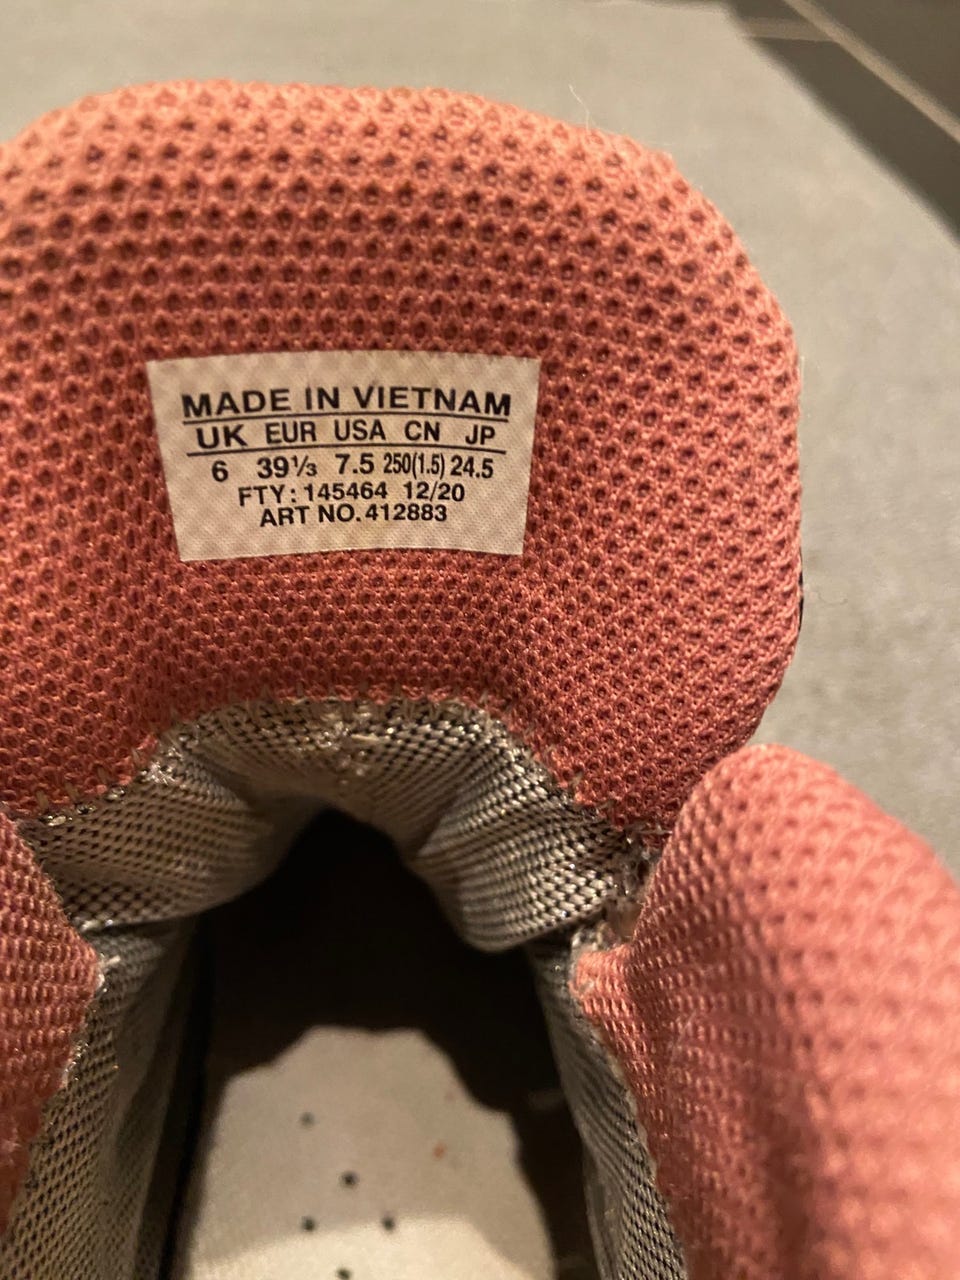 MADE IN VIETNAM
UK EUR USA CN JP
6 39⅓ 7.5 250(1.5) 24.5
FTY: 145464 12/20
ART NO. 412883